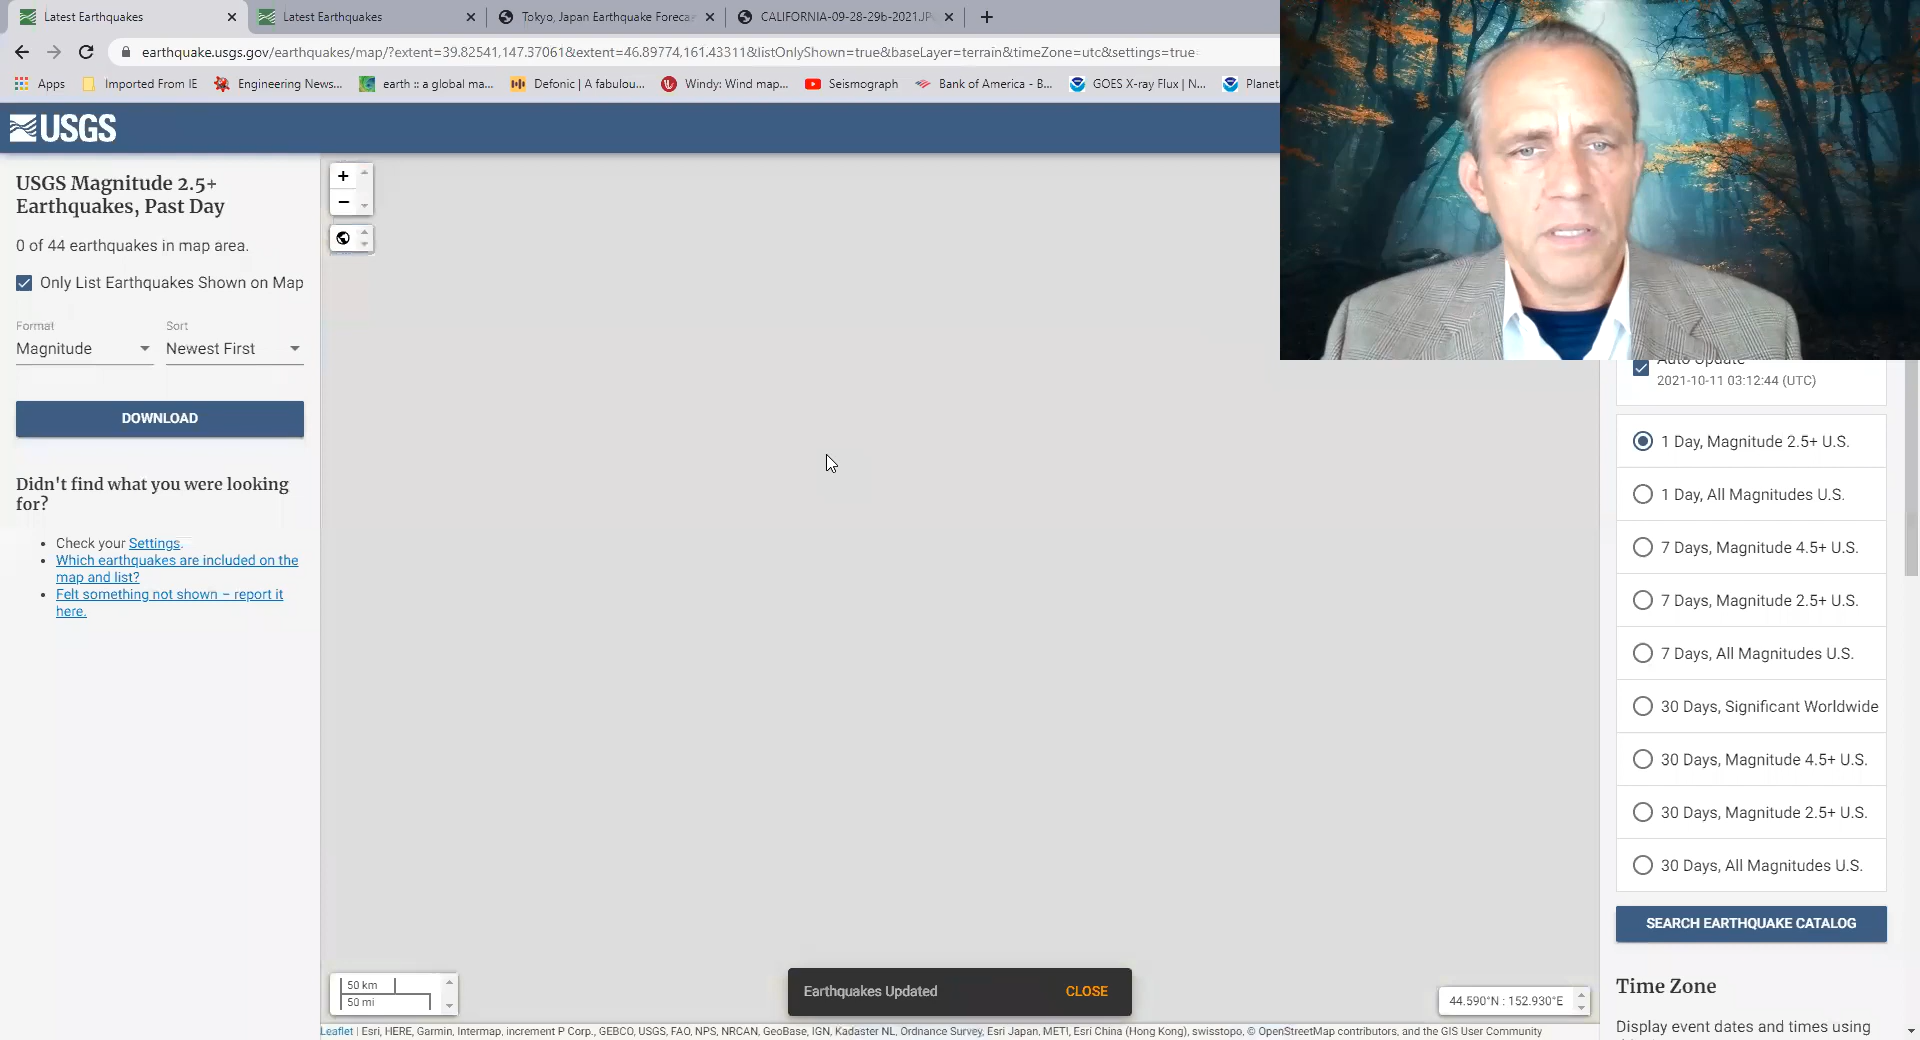 Latest Earthquakes
Latest Earthquakes
Tokyo, Japan Earthquake Foreca
CALIFORNIA-09-28-29b-2021.JP
earthquake.usgs.gov/earthquakes/map/?extent=39.82541,147.37061&extent=46.89774,161.43311&listOnlyShown=true&baseLayer=terrain&timeZone=utc&settings=true
Apps
Imported From IE
Engineering News...
earth :: a global ma...
Defonic | A fabulou...
Windy: Wind map...
Seismograph
Bank of America - B...
GOES X-ray Flux | N...
Planet
USGS
USGS Magnitude 2.5+
Earthquakes, Past Day
0 of 44 earthquakes in map area.
Only List Earthquakes Shown on Map
Format
Sort
Magnitude
Newest First
DOWNLOAD
Didn't find what you were looking
for?
Check your Settings.
Which earthquakes are included on the
map and list?
Felt something not shown – report it
here.
+
−
50 km
50 mi
Earthquakes Updated
CLOSE
44.590°N : 152.930°E
Leaflet | Esri, HERE, Garmin, Intermap, increment P Corp., GEBCO, USGS, FAO, NPS, NRCAN, GeoBase, IGN, Kadaster NL, Ordnance Survey, Esri Japan, METI, Esri China (Hong Kong), swisstopo, © OpenStreetMap contributors, and the GIS User Community
Auto Update
2021-10-11 03:12:44 (UTC)
1 Day, Magnitude 2.5+ U.S.
1 Day, All Magnitudes U.S.
7 Days, Magnitude 4.5+ U.S.
7 Days, Magnitude 2.5+ U.S.
7 Days, All Magnitudes U.S.
30 Days, Significant Worldwide
30 Days, Magnitude 4.5+ U.S.
30 Days, Magnitude 2.5+ U.S.
30 Days, All Magnitudes U.S.
SEARCH EARTHQUAKE CATALOG
Time Zone
Display event dates and times using